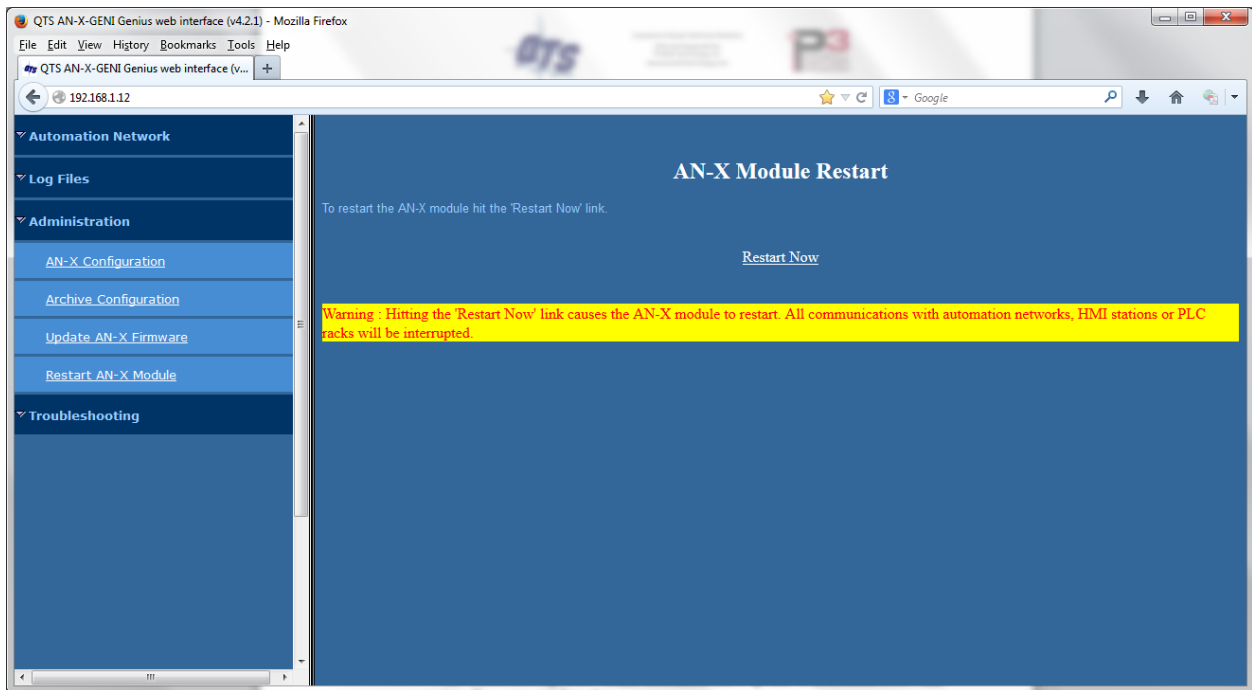 QTS AN-X-GENI Genius web interface (v4.2.1) - Mozilla Firefox
File Edit View History Bookmarks Tools Help
QTS AN-X-GENI Genius web interface (v... +
192.168.1.12
Google
QTS
P3
Automation Network
Log Files
Administration
AN-X Configuration
Archive Configuration
Update AN-X Firmware
Restart AN-X Module
Troubleshooting
AN-X Module Restart
To restart the AN-X module hit the 'Restart Now' link.
Restart Now
Warning : Hitting the 'Restart Now' link causes the AN-X module to restart. All communications with automation networks, HMI stations or PLC
racks will be interrupted.